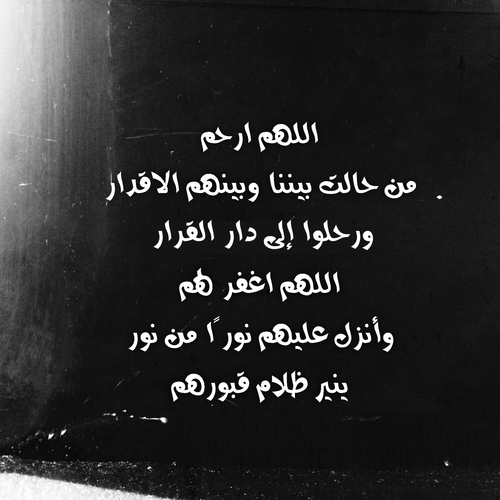 اللهم ارحم
من حالت بيننا وبينهم الاقدار .
ورحلوا إلى دار القرار
اللهم اغفر لهم
وأنزل عليهم نورًا من نور
ينير ظلام قبورهم